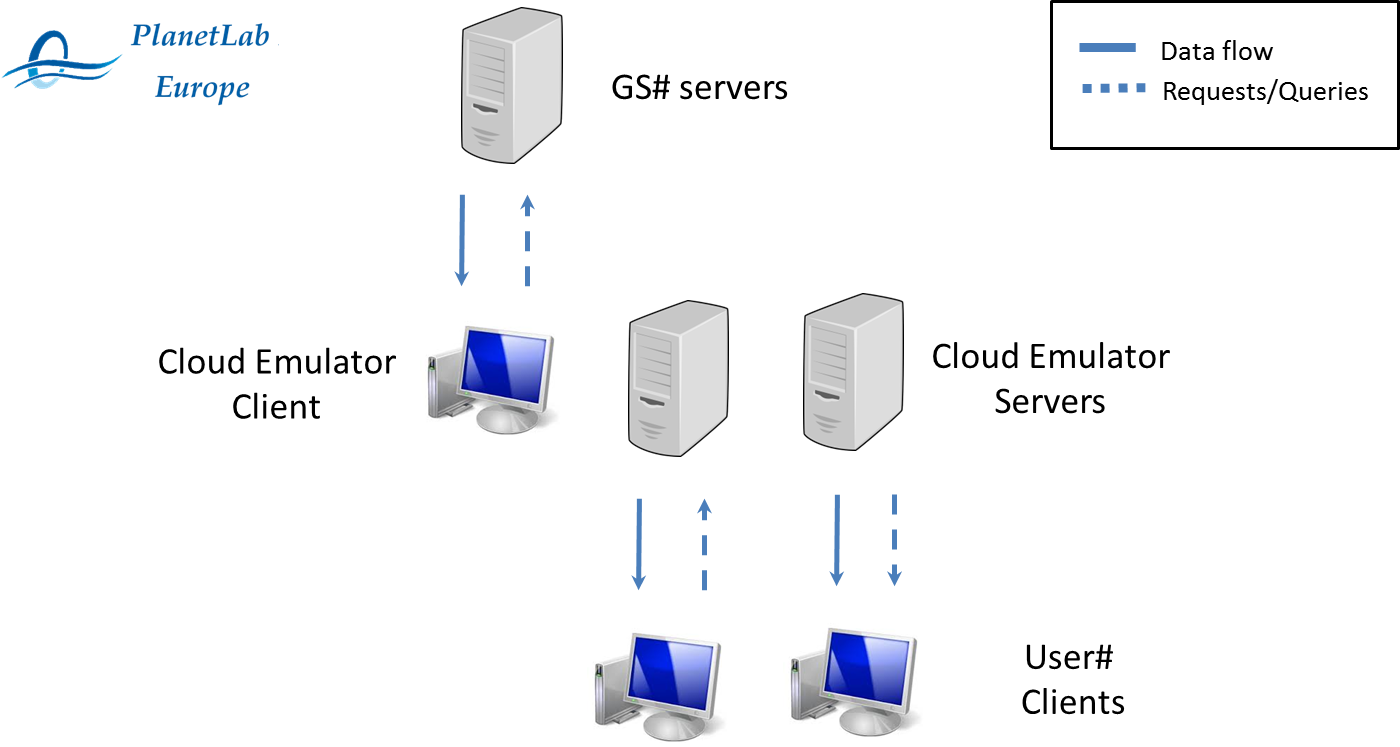 PlanetLab
Europe
GS# servers
Data flow
Requests/Queries
Cloud Emulator
Client
Cloud Emulator
Servers
User#
Clients